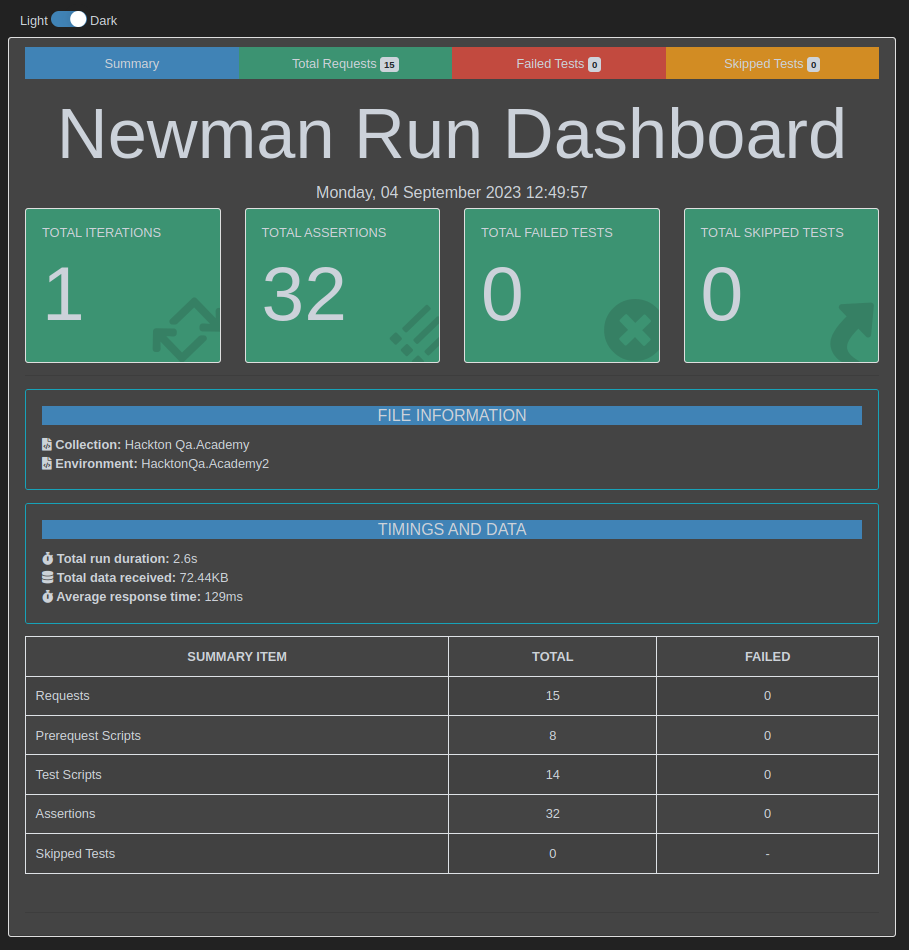 Light Dark
Summary Total Requests 15 Failed Tests 0 Skipped Tests 0
Newman Run Dashboard
Monday, 04 September 2023 12:49:57
TOTAL ITERATIONS TOTAL ASSERTIONS TOTAL FAILED TESTS TOTAL SKIPPED TESTS
1 32 0 0
FILE INFORMATION
Collection: Hackton Qa.Academy
Environment: HacktonQa.Academy2
TIMINGS AND DATA
Total run duration: 2.6s
Total data received: 72.44KB
Average response time: 129ms
SUMMARY ITEM TOTAL FAILED
Requests 15 0
Prerequest Scripts 8 0
Test Scripts 14 0
Assertions 32 0
Skipped Tests 0 -